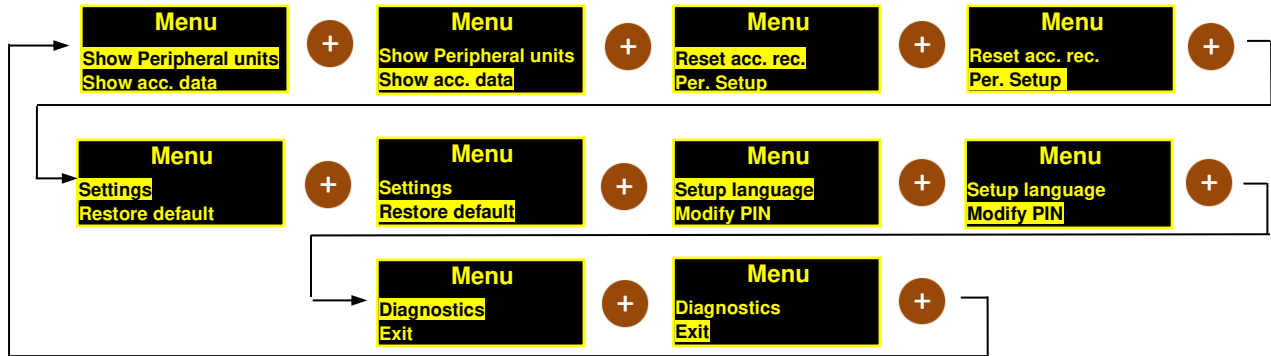 Menu
Show Peripheral units
Show acc. data
+
Menu
Show Peripheral units
Show acc. data
+
Menu
Reset acc. rec.
Per. Setup
+
Menu
Reset acc. rec.
Per. Setup
+
Menu
Settings
Restore default
+
Menu
Settings
Restore default
+
Menu
Setup language
Modify PIN
+
Menu
Setup language
Modify PIN
+
Menu
Diagnostics
Exit
+
Menu
Diagnostics
Exit
+